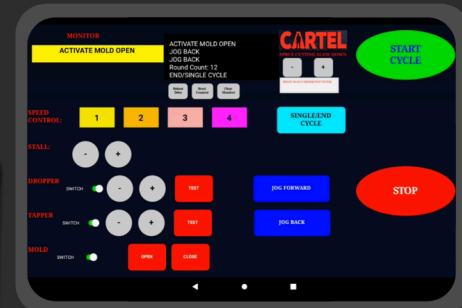 MONITOR
ACTIVATE MOLD OPEN
ACTIVATE MOLD OPEN
JOG BACK
JOG BACK
Round Count: 12
END/SINGLE CYCLE
CARTEL
- +
START
CYCLE
Reset
Clear
SPEED
CONTROL:
1 2 3 4
SINGLE/END
CYCLE
STALL:
- +
DROPPER
SWITCH - + TEST
JOG FORWARD
STOP
TAPPER
SWITCH - + TEST
JOG BACK
MOLD
SWITCH OPEN CLOSE